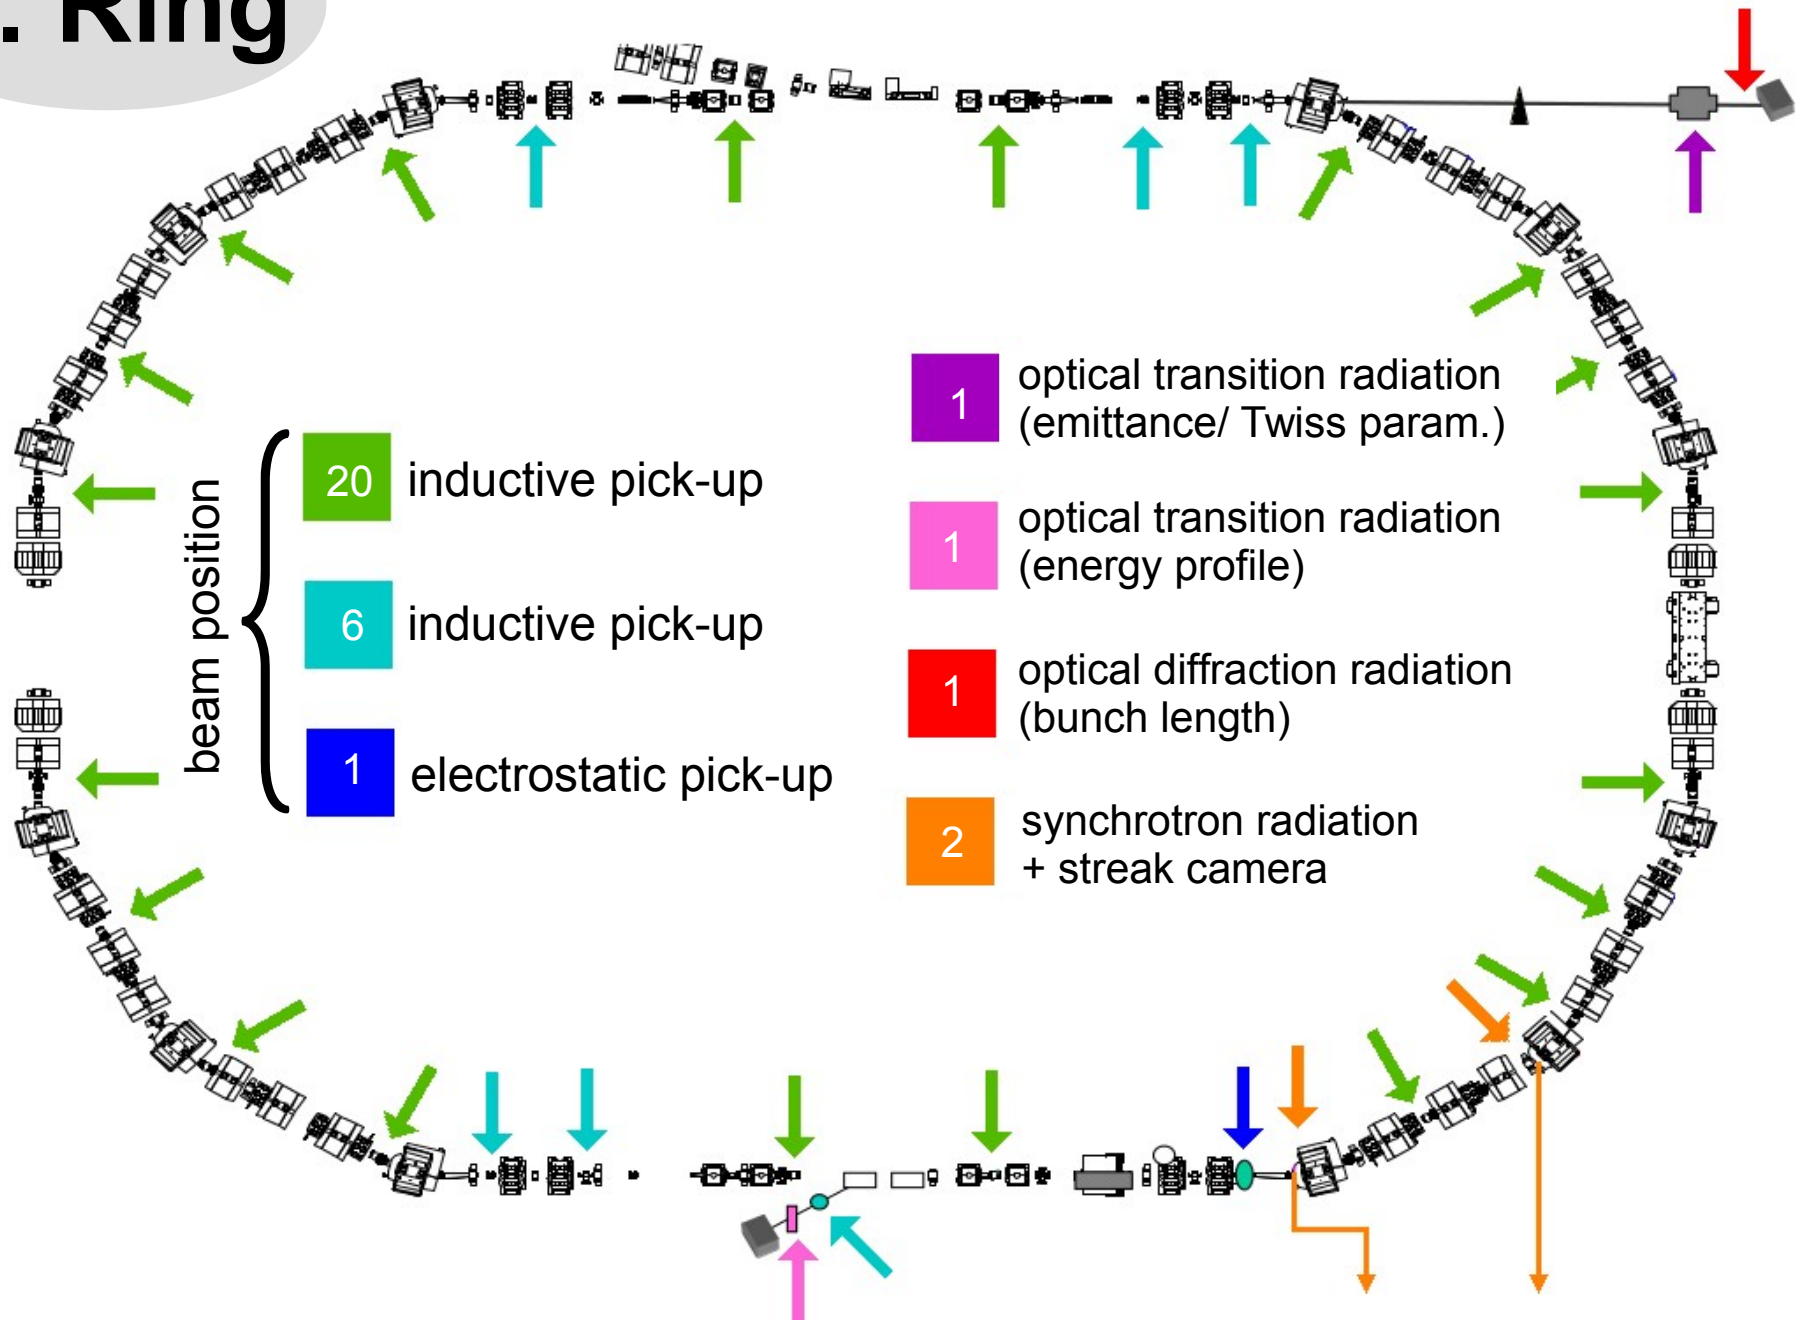 . Ring
beam position
20 inductive pick-up
6 inductive pick-up
1 electrostatic pick-up
1 optical transition radiation
(emittance/ Twiss param.)
1 optical transition radiation
(energy profile)
1 optical diffraction radiation
(bunch length)
2 synchrotron radiation
+ streak camera